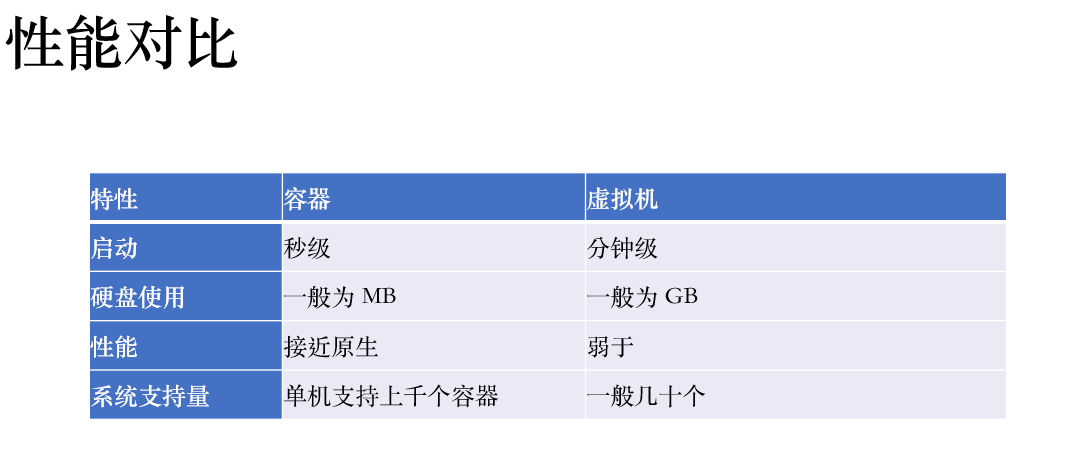 性能对比
特性 容器 虚拟机
启动 秒级 分钟级
硬盘使用 一般为 MB 一般为 GB
性能 接近原生 弱于
系统支持量 单机支持上千个容器 一般几十个